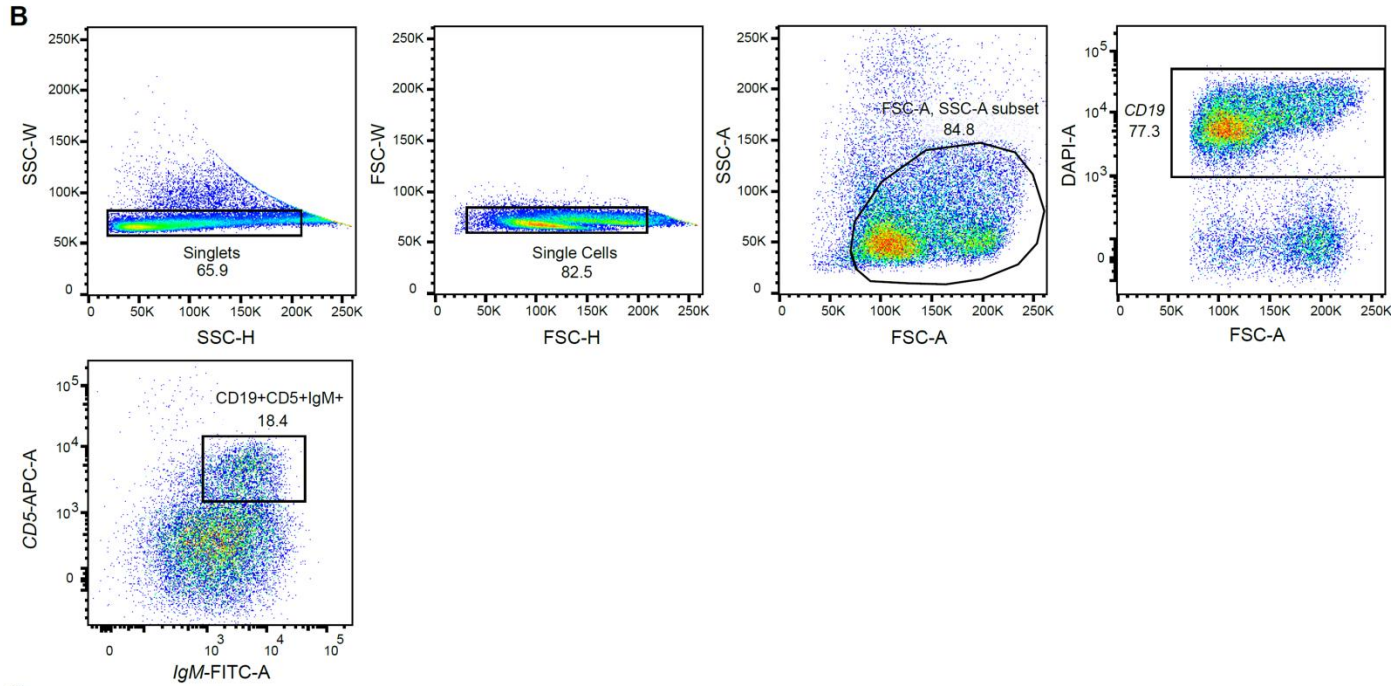 B
250K
200K
150K
100K
50K
0
SSC-W
Singlets
65.9
0 50K 100K 150K 200K 250K
SSC-H
250K
200K
150K
100K
50K
0
FSC-W
Single Cells
82.5
0 50K 100K 150K 200K 250K
FSC-H
250K
200K
150K
100K
50K
0
SSC-A
FSC-A, SSC-A subset
84.8
0 50K 100K 150K 200K 250K
FSC-A
10^5
10^4
10^3
0
DAPI-A
CD19
77.3
0 50K 100K 150K 200K 250K
FSC-A
10^5
10^4
10^3
0
CD5-APC-A
CD19+CD5+IgM+
18.4
0 10^3 10^4 10^5
IgM-FITC-A